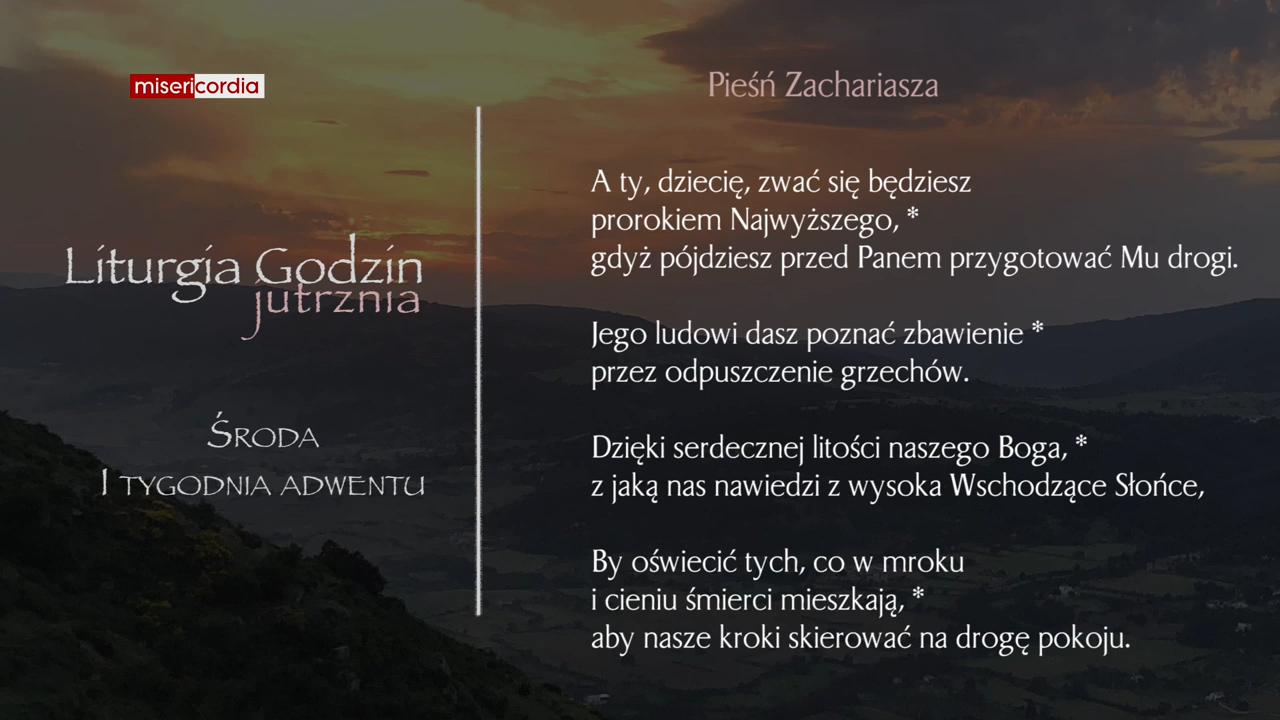 misericordia
Liturgia Godzin
jutrznia
Środa
I tygodnia adwentu
Pieśń Zachariasza
A ty, dziecię, zwać się będziesz
prorokiem Najwyższego, *
gdyż pójdziesz przed Panem przygotować Mu drogi.
Jego ludowi dasz poznać zbawienie *
przez odpuszczenie grzechów.
Dzięki serdecznej litości naszego Boga, *
z jaką nas nawiedzi z wysoka Wschodzące Słońce,
By oświecić tych, co w mroku
i cieniu śmierci mieszkają, *
aby nasze kroki skierować na drogę pokoju.